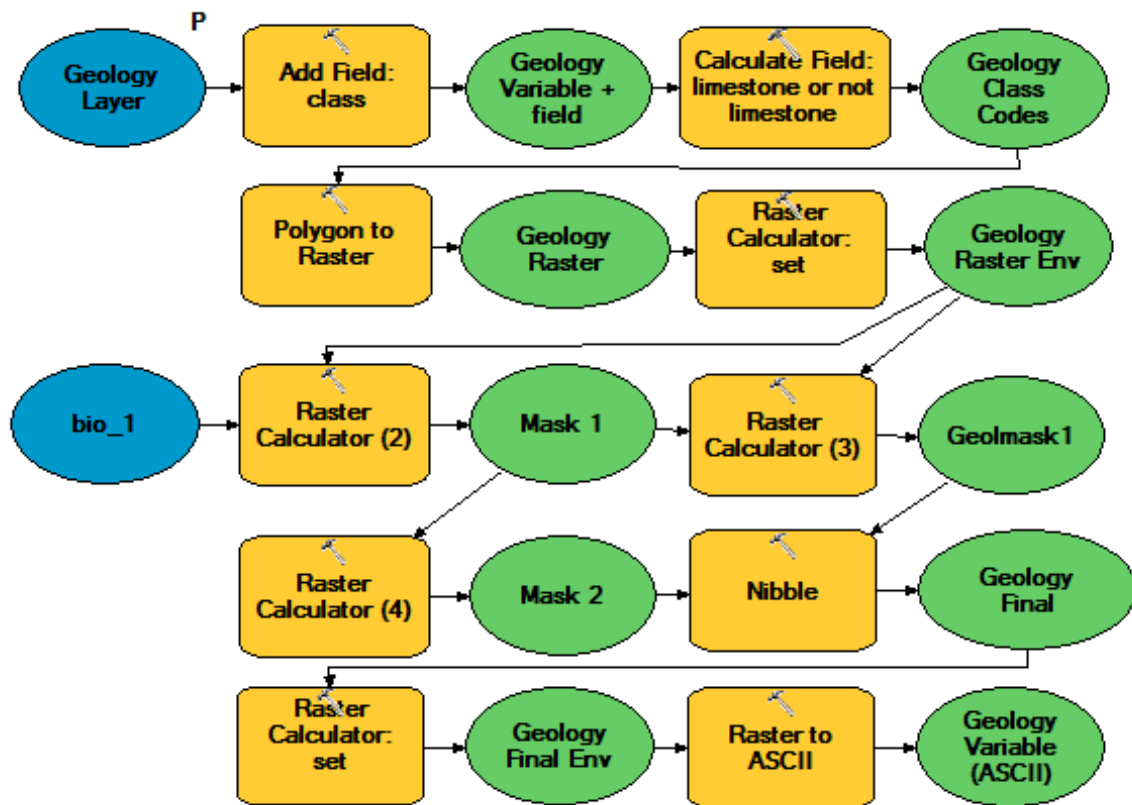 P
Geology
Layer
Add Field:
class
Geology
Variable +
field
Calculate Field:
limestone or not
limestone
Geology
Class
Codes
Polygon to
Raster
Geology
Raster
Raster
Calculator:
set
Geology
Raster Env
bio_1
Raster
Calculator (2)
Mask 1
Raster
Calculator (3)
Geolmask1
Raster
Calculator (4)
Mask 2
Nibble
Geology
Final
Raster
Calculator:
set
Geology
Final Env
Raster to
ASCII
Geology
Variable
(ASCII)